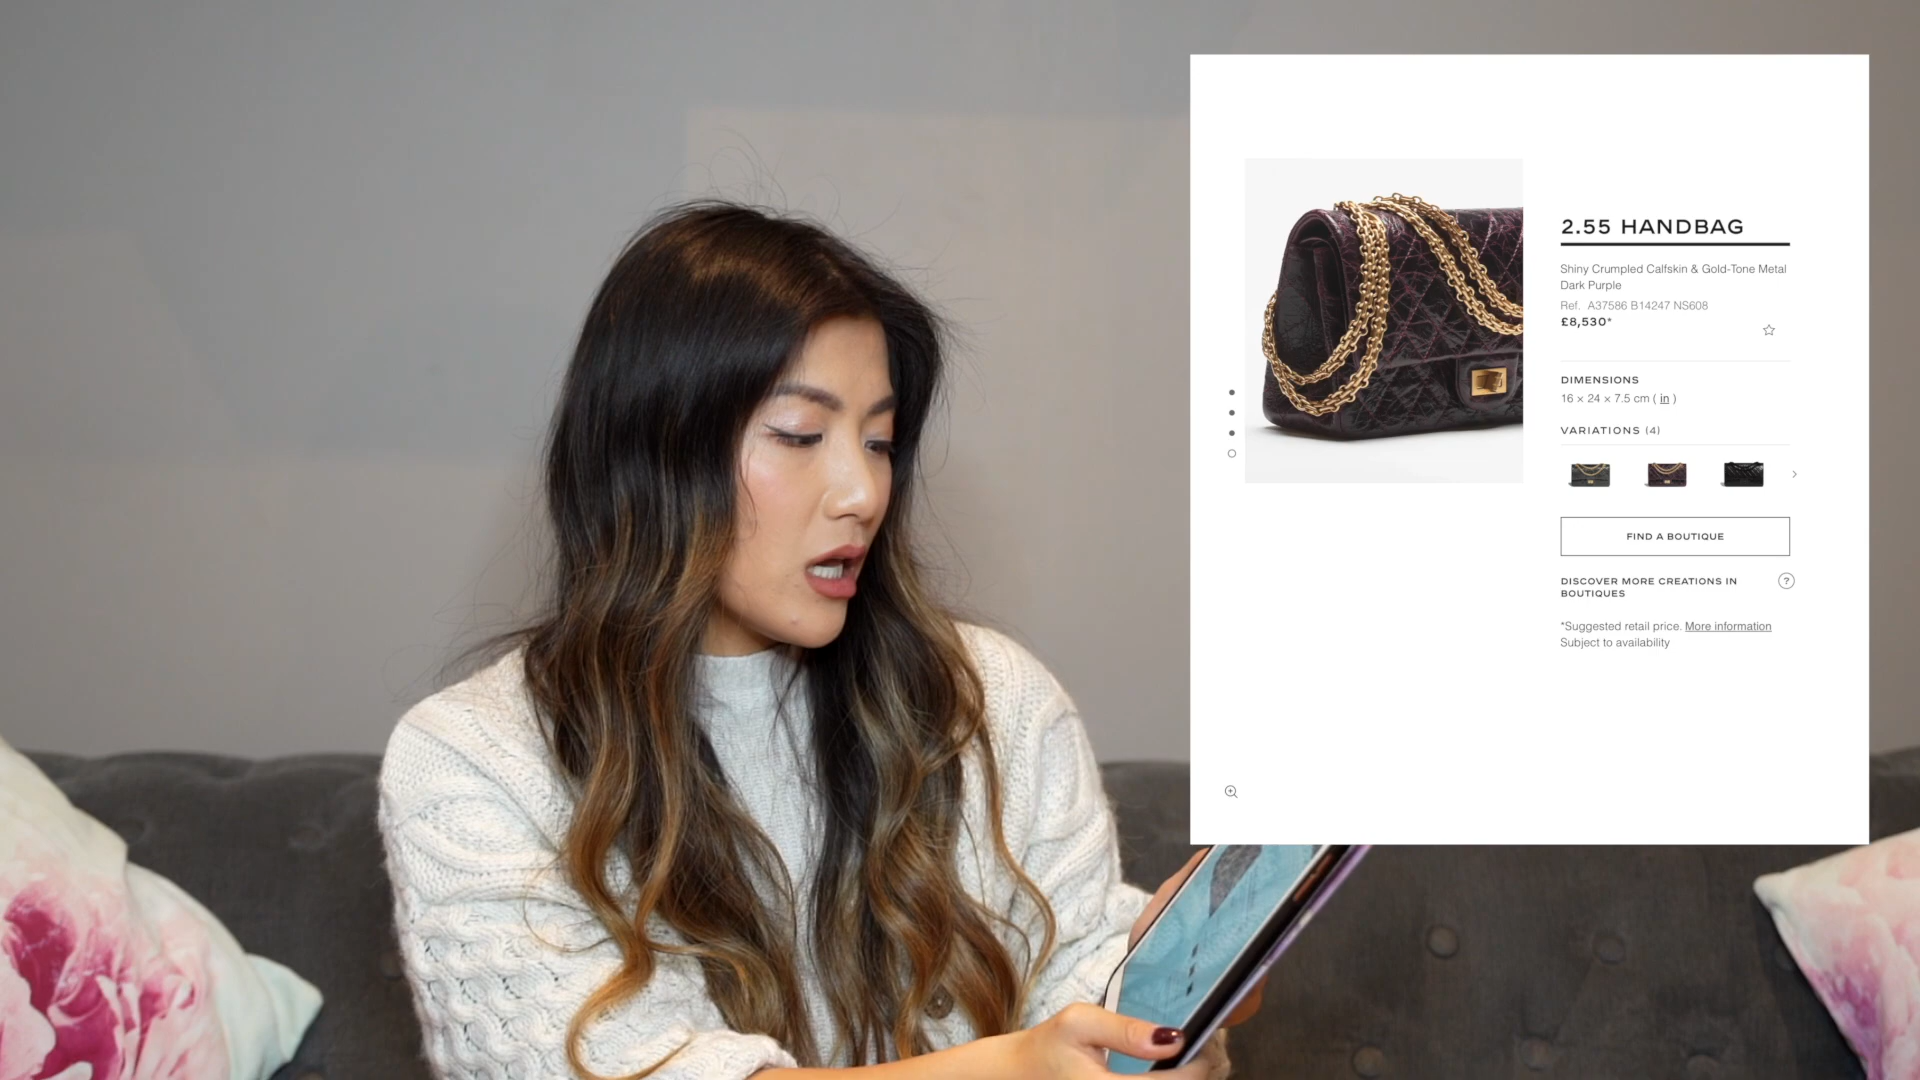 2.55 HANDBAG
Shiny Crumpled Calfskin & Gold-Tone Metal
Dark Purple
Ref. A37586 B14247 NS608
£8,530*
DIMENSIONS
16 × 24 × 7.5 cm ( in )
VARIATIONS (4)
FIND A BOUTIQUE
DISCOVER MORE CREATIONS IN
BOUTIQUES
?
*Suggested retail price. More information
Subject to availability